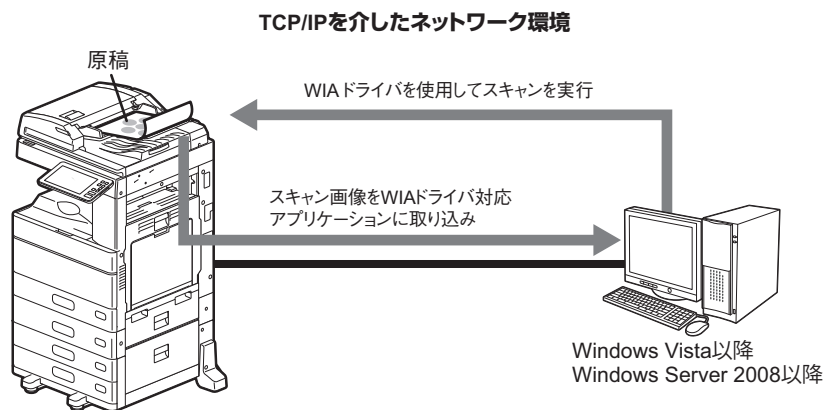 TCP/IPを介したネットワーク環境
原稿
WIAドライバを使用してスキャンを実行
スキャン画像をWIAドライバ対応
アプリケーションに取り込み
Windows Vista以降
Windows Server 2008以降